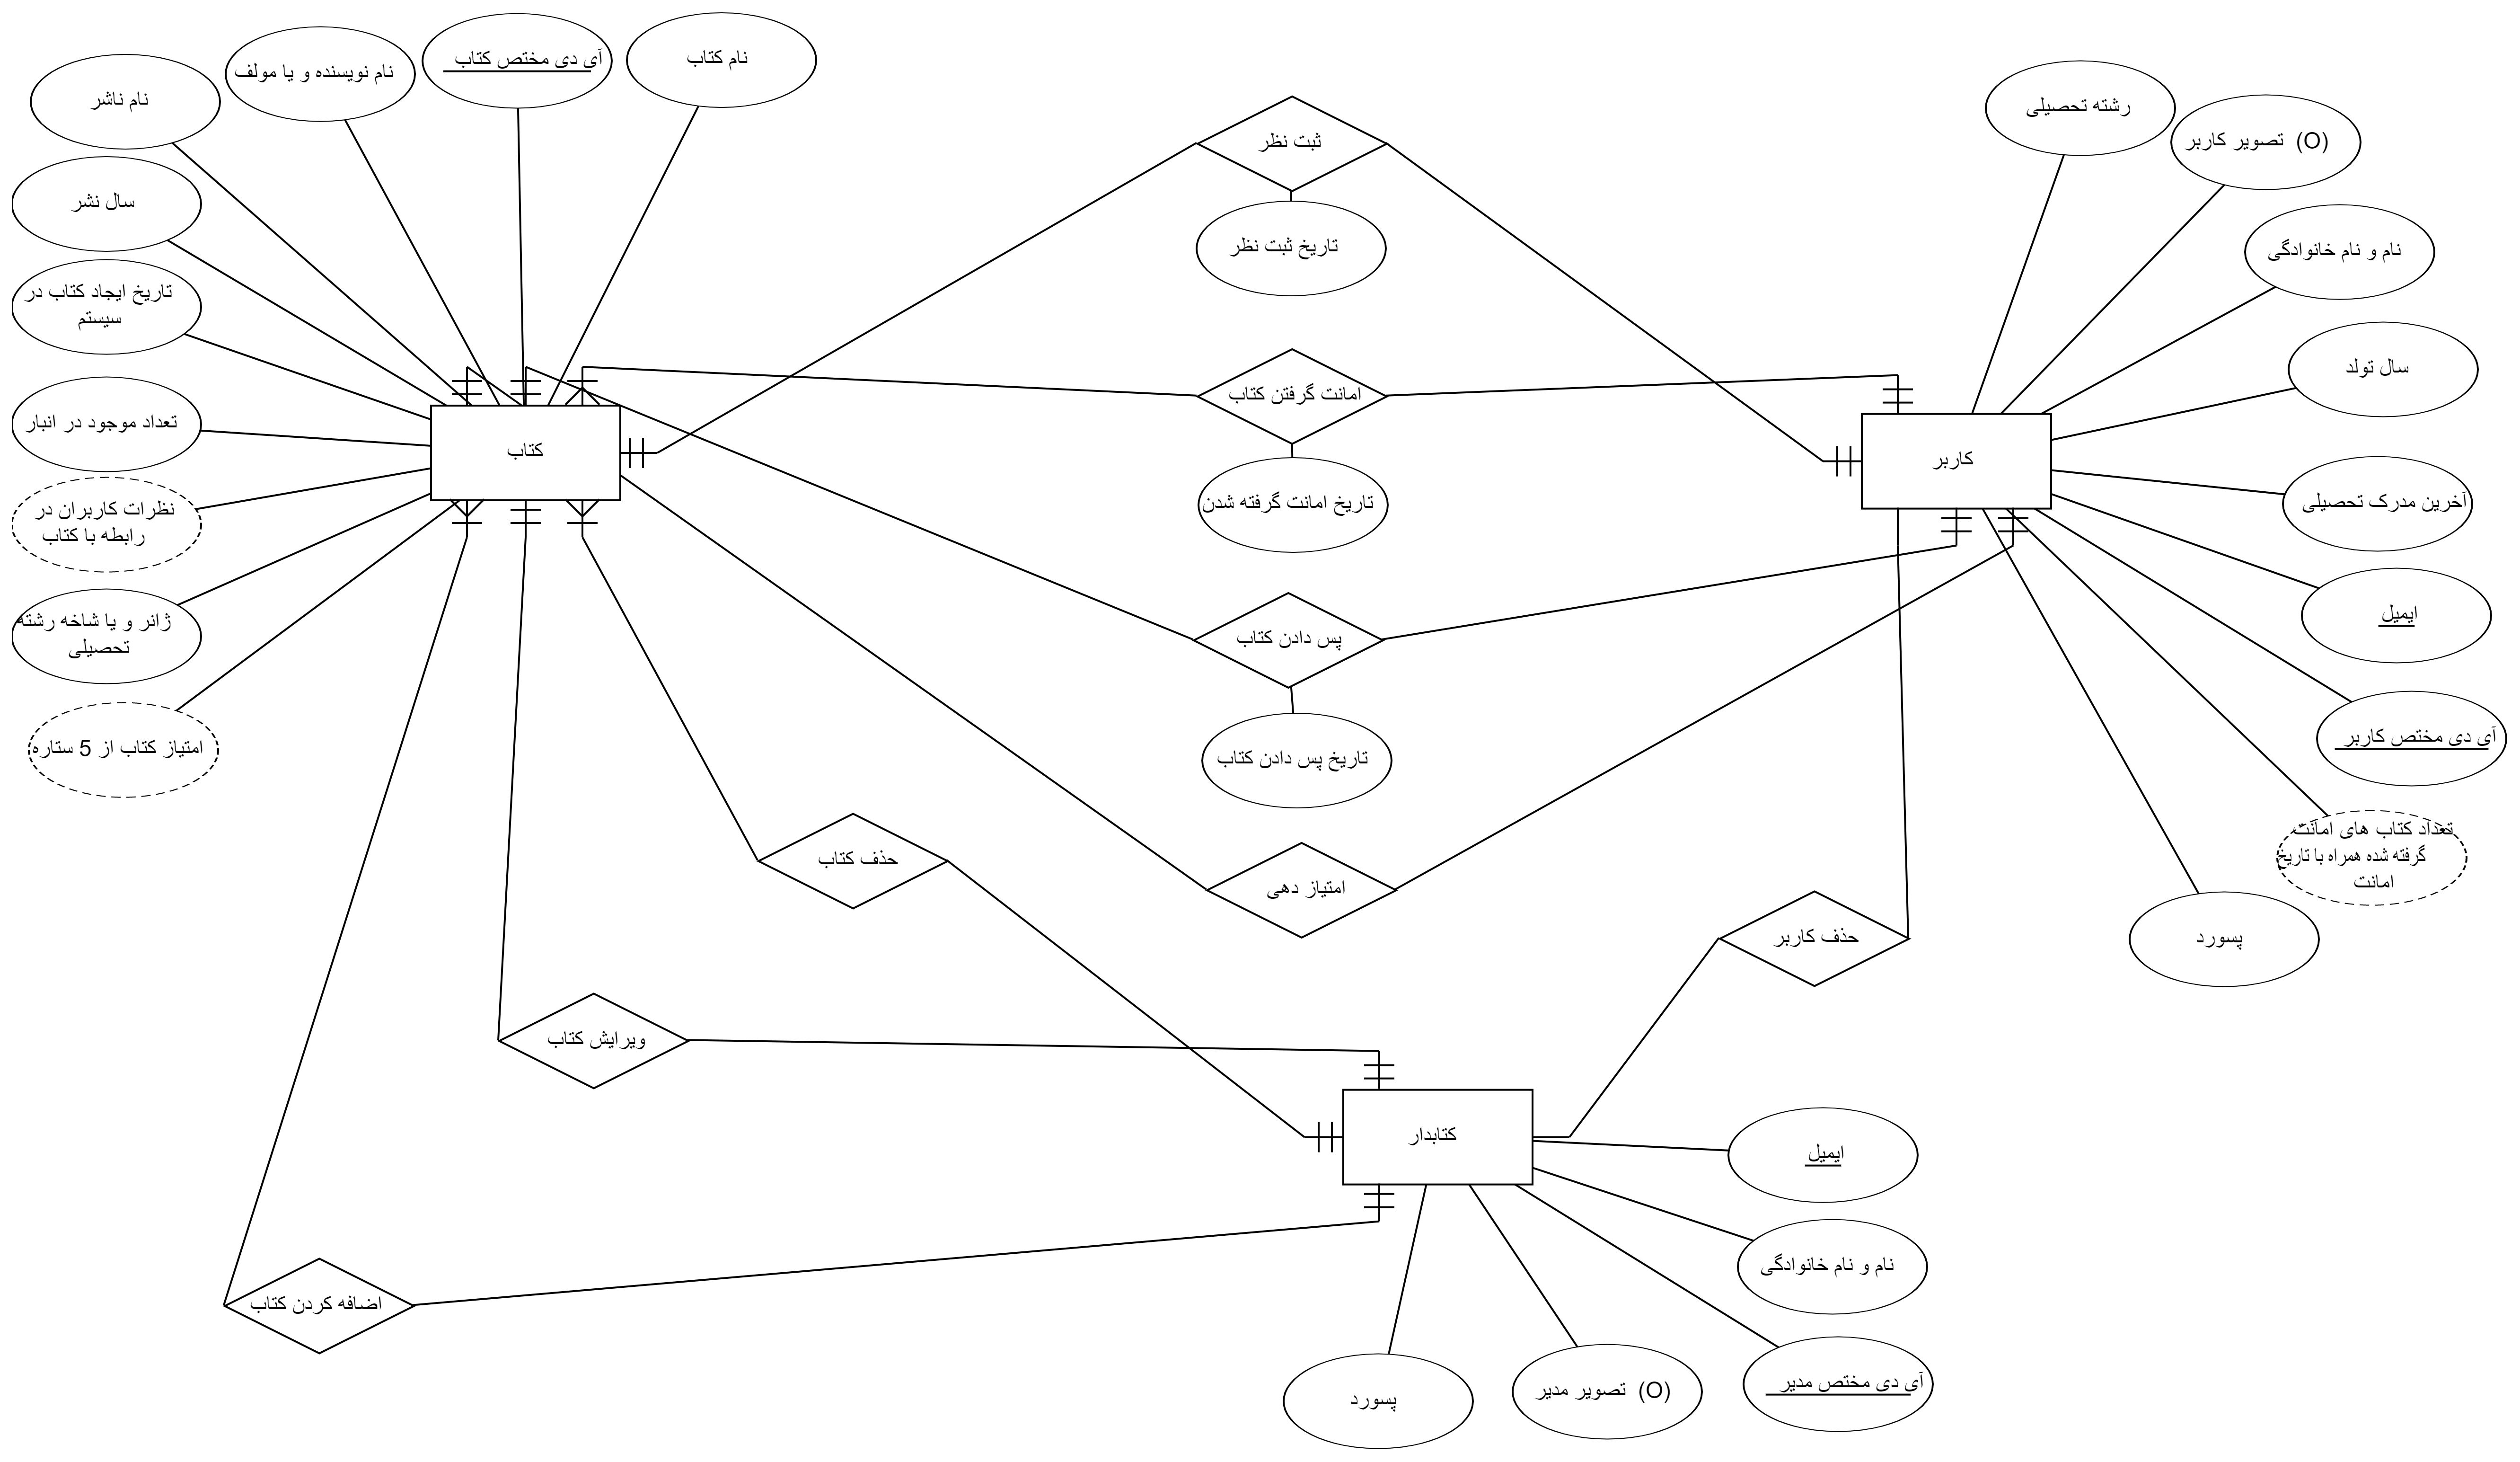 نام کتاب
آی دی مختص کتاب
نام نویسنده و یا مولف
نام ناشر
سال نشر
تاریخ ایجاد کتاب در
سیستم
تعداد موجود در انبار
نظرات کاربران در
رابطه با کتاب
ژانر و یا شاخه رشته
تحصیلی
امتیاز کتاب از 5 ستاره
کتاب
ثبت نظر
تاریخ ثبت نظر
امانت گرفتن کتاب
تاریخ امانت گرفته شدن
پس دادن کتاب
تاریخ پس دادن کتاب
امتیاز دهی
حذف کتاب
ویرایش کتاب
اضافه کردن کتاب
حذف کاربر
کاربر
رشته تحصیلی
تصویر کاربر (O)
نام و نام خانوادگی
سال تولد
آخرین مدرک تحصیلی
ایمیل
آی دی مختص کاربر
تعداد کتاب های امانت
گرفته شده همراه با تاریخ
امانت
پسورد
کتابدار
ایمیل
نام و نام خانوادگی
آی دی مختص مدیر
تصویر مدیر (O)
پسورد